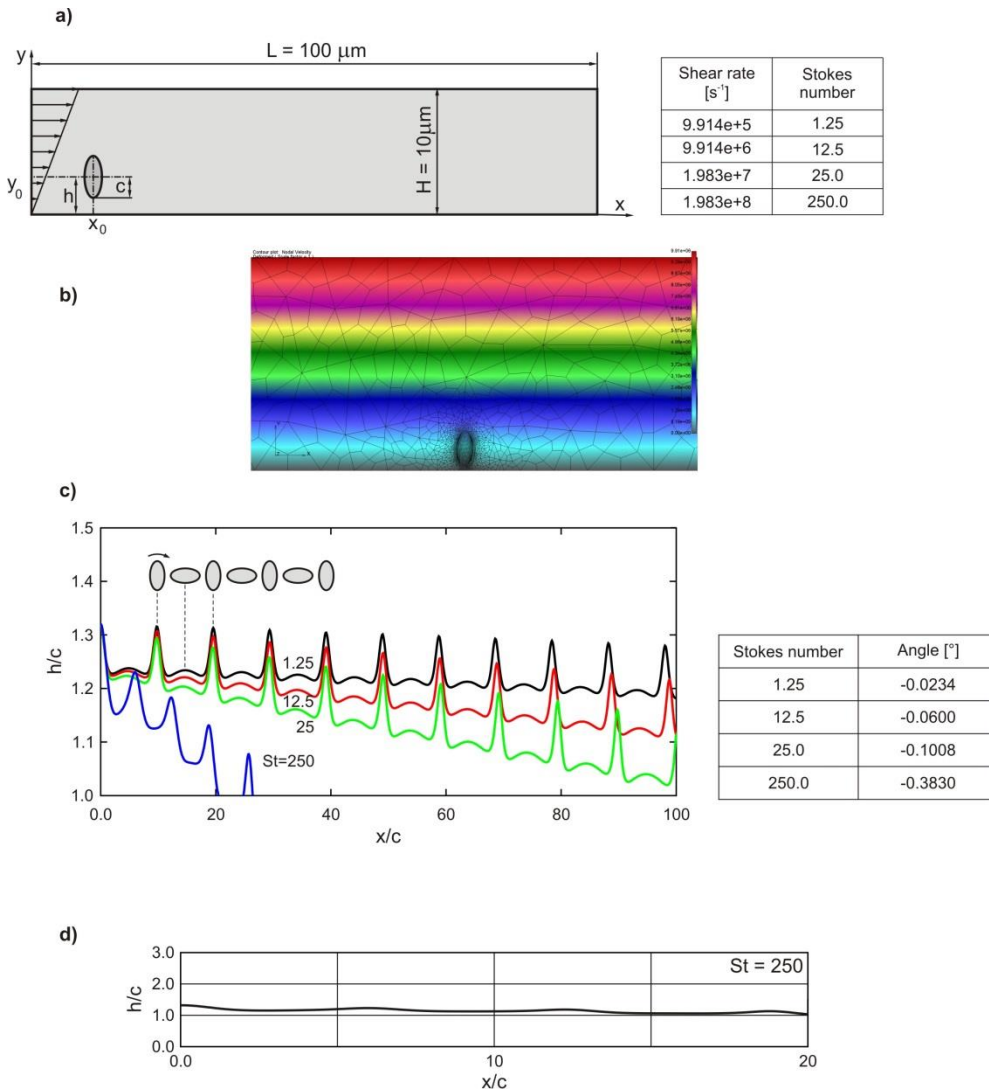 a)
y
L = 100 μm
H = 10μm
y0
h
c
x
x0
Shear rate [s-1] Stokes number
9.914e+5 1.25
9.914e+6 12.5
1.983e+7 25.0
1.983e+8 250.0
b)
Contour plot
Nodal Velocity
c)
h/c
1.5
1.4
1.3
1.2
1.1
1.0
1.25
12.5
25
St=250
0.0 20 40 60 80 100
x/c
Stokes number Angle [°]
1.25 -0.0234
12.5 -0.0600
25.0 -0.1008
250.0 -0.3830
d)
h/c
3.0
2.0
1.0
0.0
St = 250
0.0 10 20
x/c